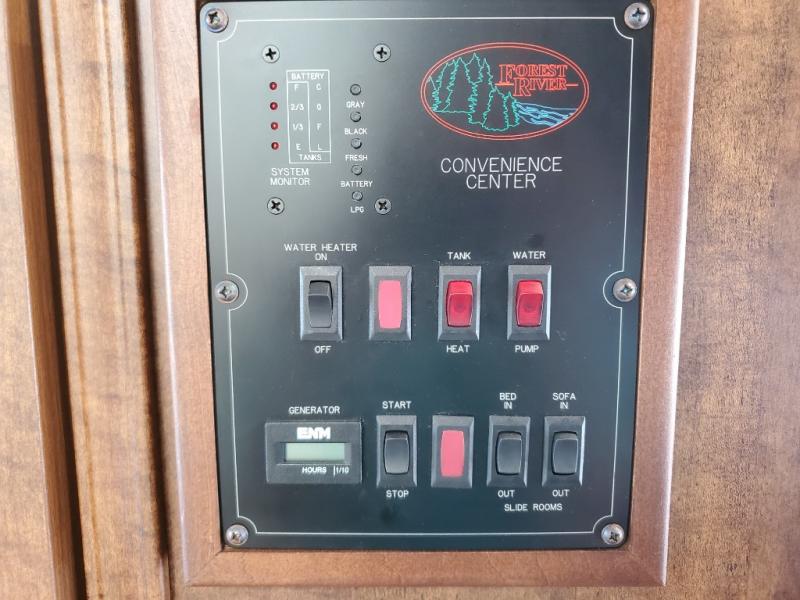 BATTERY
F C
2/3 G
1/3 F
E L
TANKS
SYSTEM
MONITOR
GRAY
BLACK
FRESH
BATTERY
LPG
FOREST
RIVER
CONVENIENCE
CENTER
WATER HEATER
ON
OFF
TANK
HEAT
WATER
PUMP
GENERATOR
ENM
HOURS 1/10
START
STOP
BED
IN
OUT
SOFA
IN
OUT
SLIDE ROOMS